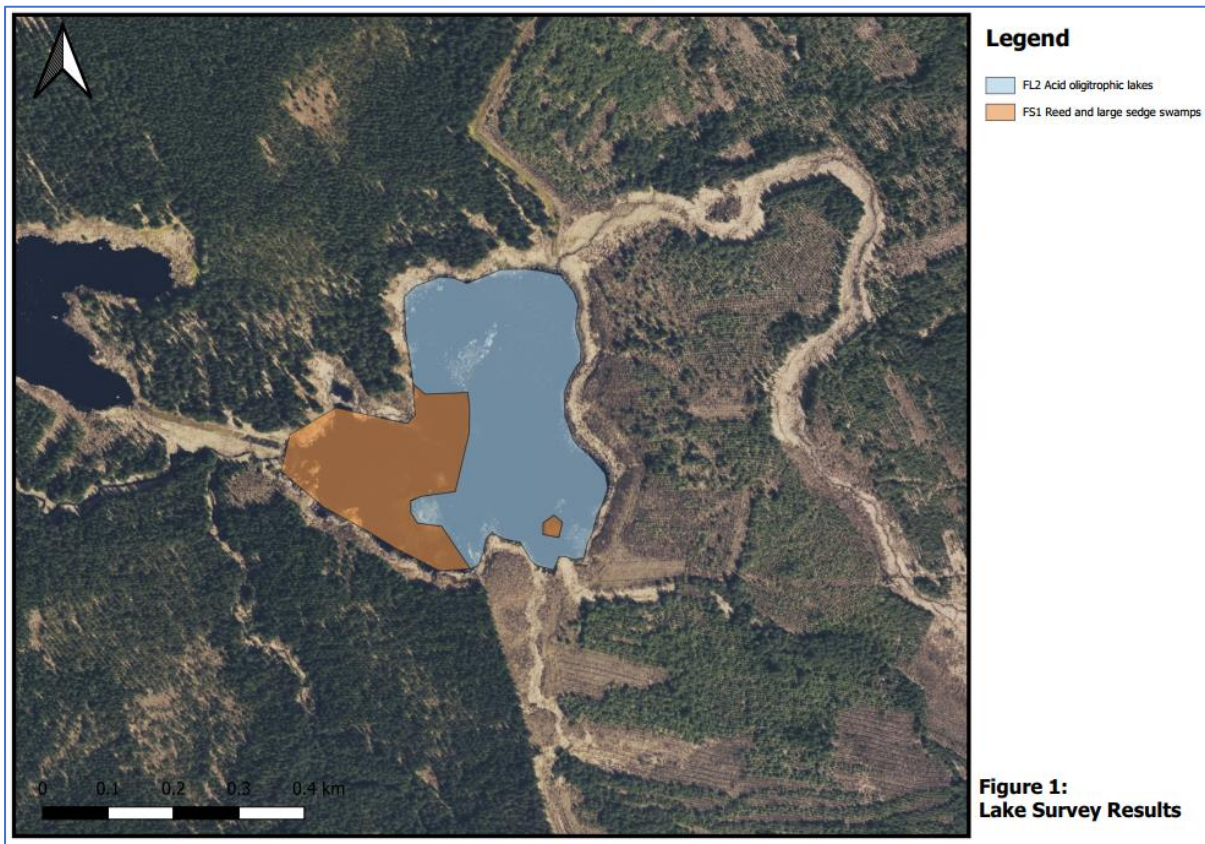 Legend
FL2 Acid oligitrophic lakes
FS1 Reed and large sedge swamps
0 0.1 0.2 0.3 0.4 km
Figure 1:
Lake Survey Results